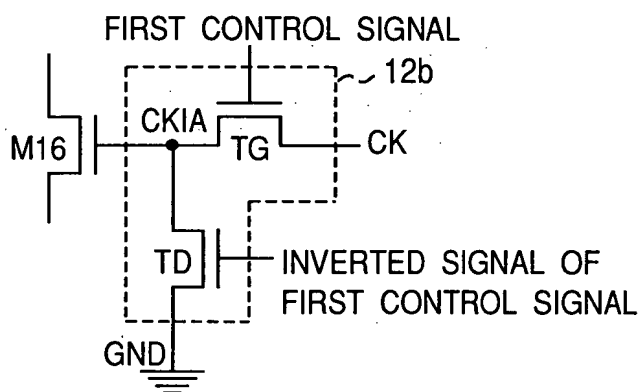 FIRST CONTROL SIGNAL
12b
CKIA
M16
TG
CK
TD
INVERTED SIGNAL OF
FIRST CONTROL SIGNAL
GND